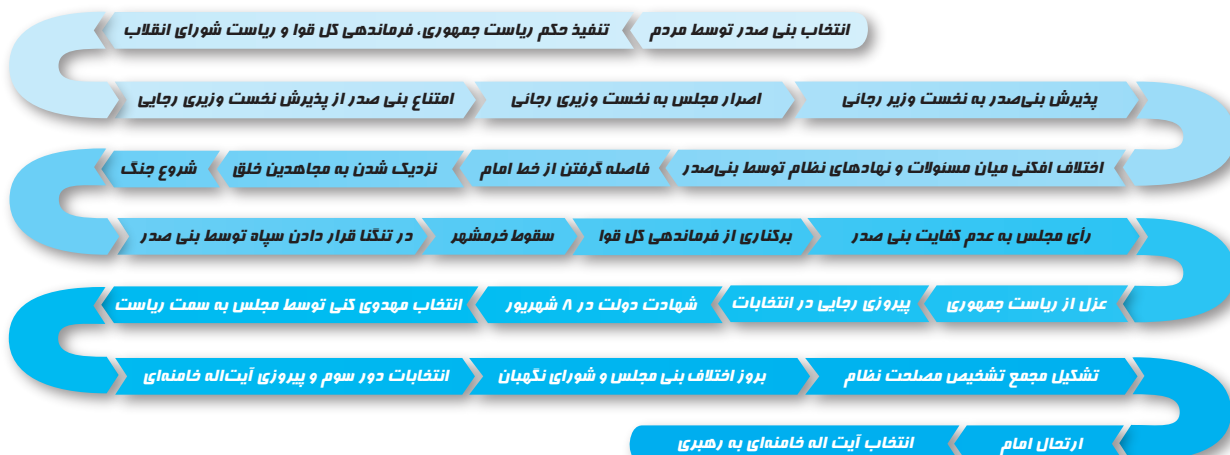 انتخاب بنی صدر توسط مردم
تنفیذ حکم ریاست جمهوری، فرماندهی کل قوا و ریاست شورای انقلاب
امتناع بنی صدر از پذیرش نخست وزیری رجایی
اصرار مجلس به نخست وزیری رجائی
پذیرش بنی‌صدر به نخست وزیر رجائی
اختلاف افکنی میان مسئولات و نهادهای نظام توسط بنی‌صدر
فاصله گرفتن از خط امام
نزدیک شدن به مجاهدین خلق
شروع جنگ
در تنگنا قرار دادن سپاه توسط بنی صدر
سقوط خرمشهر
برکناری از فرماندهی کل قوا
رأی مجلس به عدم کفایت بنی صدر
عزل از ریاست جمهوری
پیروزی رجایی در انتخابات
شهادت دولت در ۸ شهریور
انتخاب مهدوی کنی توسط مجلس به سمت ریاست
انتخابات دور سوم و پیروزی آیت‌اله خامنه‌ای
بروز اختلاف بنی مجلس و شورای نگهبان
تشکیل مجمع تشخیص مصلحت نظام
ارتحال امام
انتخاب آیت اله خامنه‌ای به رهبری